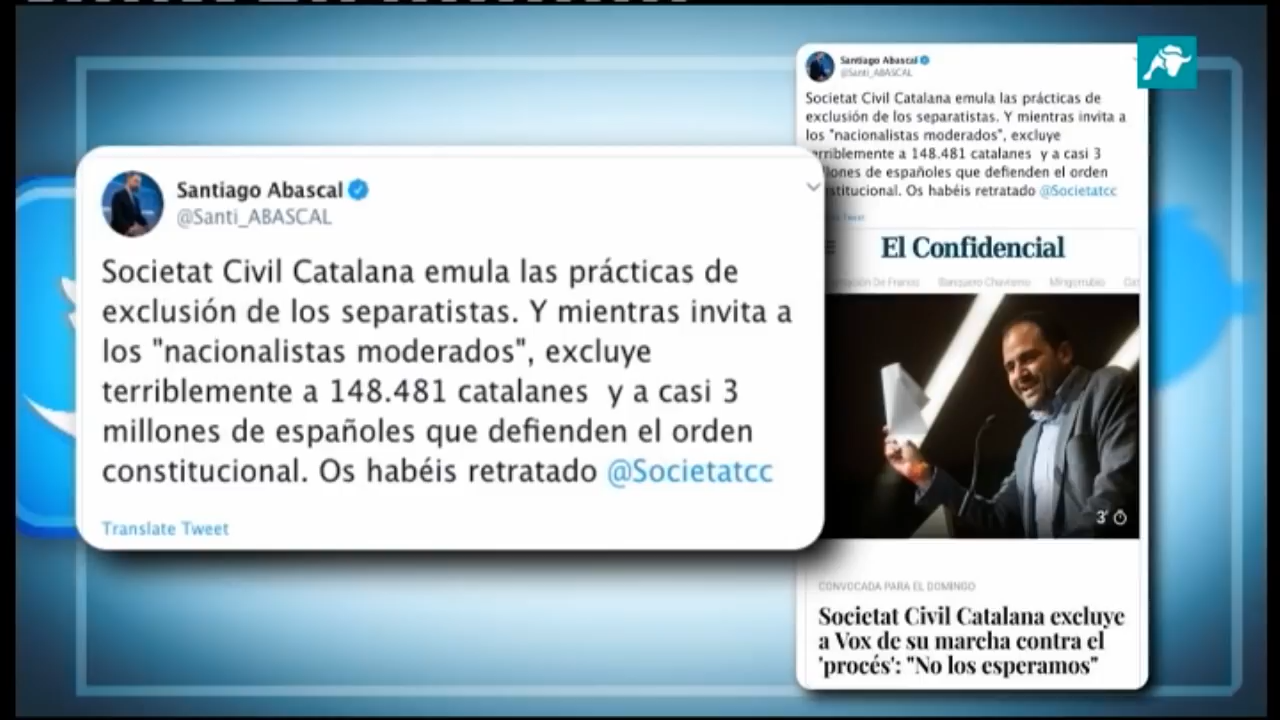 Santiago Abascal
@Santi_ABASCAL
Societat Civil Catalana emula las prácticas de
exclusión de los separatistas. Y mientras invita a
los "nacionalistas moderados", excluye
terriblemente a 148.481 catalanes y a casi 3
millones de españoles que defienden el orden
constitucional. Os habéis retratado @Societatcc
Translate Tweet
Santiago Abascal
@Santi_ABASCAL
Societat Civil Catalana emula las prácticas de
exclusión de los separatistas. Y mientras invita a
los "nacionalistas moderados", excluye
terriblemente a 148.481 catalanes y a casi 3
de españoles que defienden el orden
Os habéis retratado @Societatcc
Tweet
El Confidencial
De Franco Banquero Chavismo Mingorrubio
3'
CONVOCADA PARA EL DOMINGO
Societat Civil Catalana excluye
a Vox de su marcha contra el
'procés': "No los esperamos"